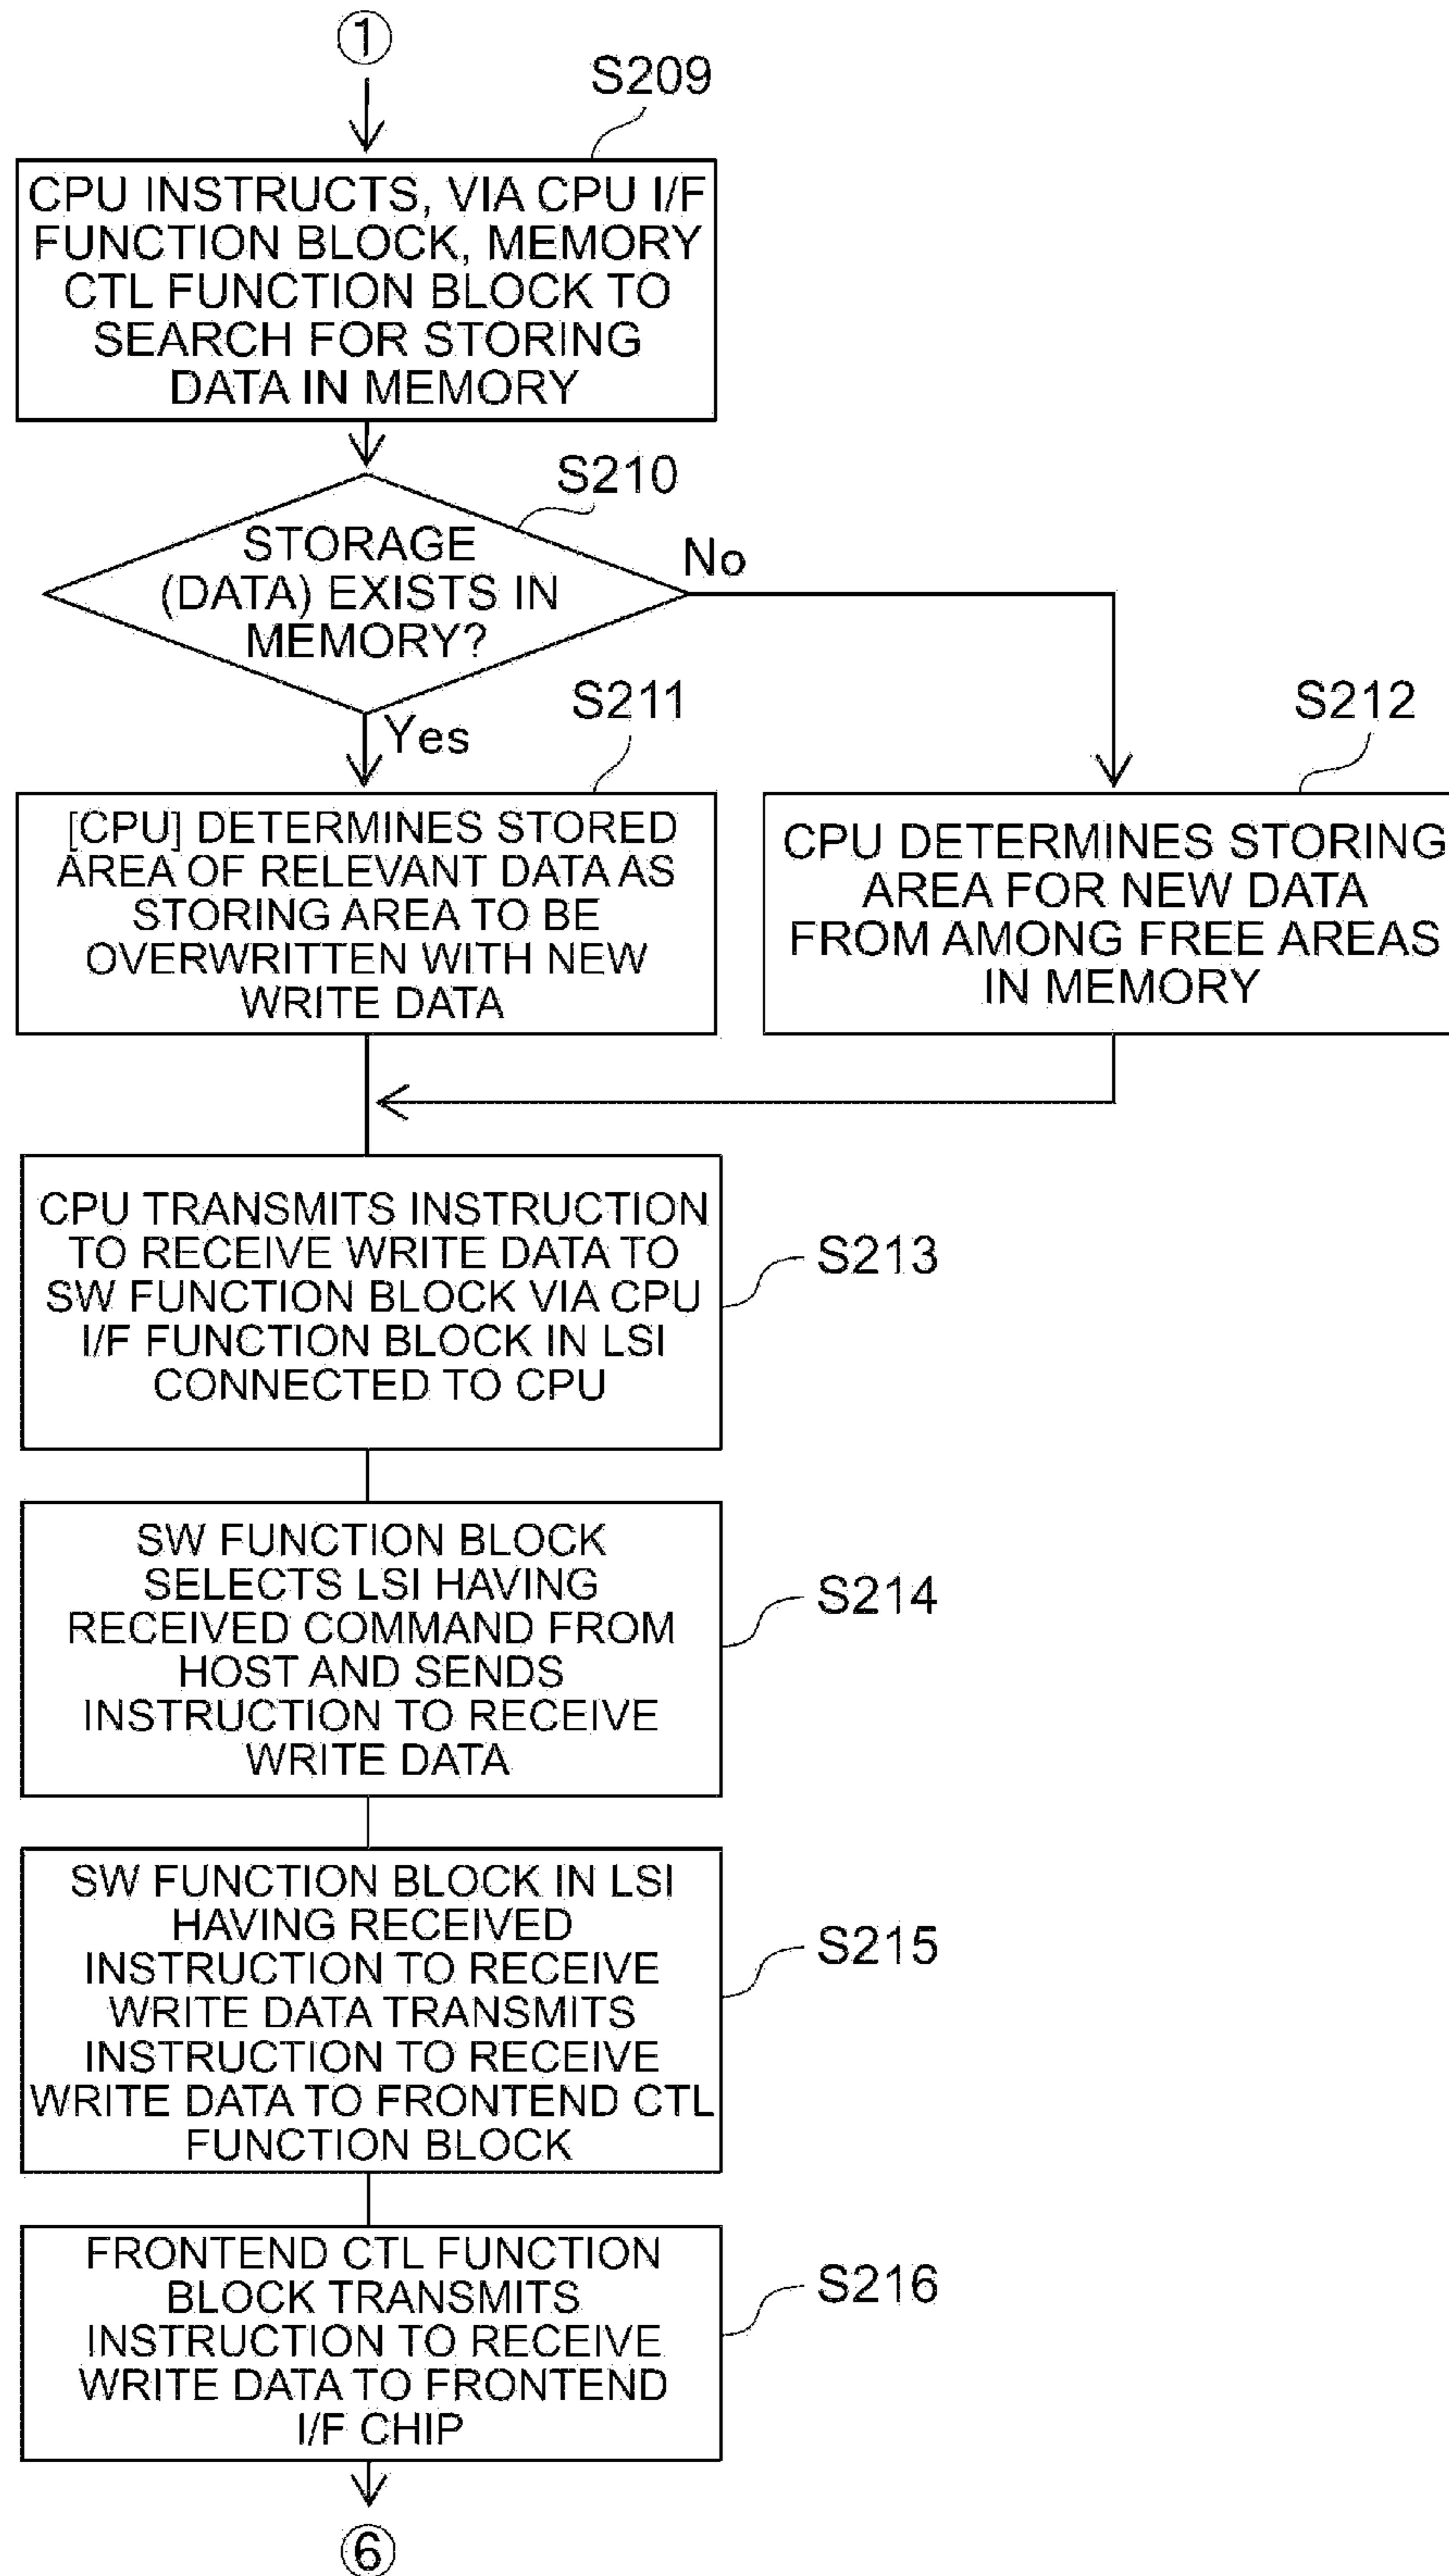 ①
S209
CPU INSTRUCTS, VIA CPU I/F
FUNCTION BLOCK, MEMORY
CTL FUNCTION BLOCK TO
SEARCH FOR STORING
DATA IN MEMORY
S210
STORAGE
(DATA) EXISTS IN
MEMORY?
No
Yes
S211
[CPU] DETERMINES STORED
AREA OF RELEVANT DATA AS
STORING AREA TO BE
OVERWRITTEN WITH NEW
WRITE DATA
S212
CPU DETERMINES STORING
AREA FOR NEW DATA
FROM AMONG FREE AREAS
IN MEMORY
CPU TRANSMITS INSTRUCTION
TO RECEIVE WRITE DATA TO
SW FUNCTION BLOCK VIA CPU
I/F FUNCTION BLOCK IN LSI
CONNECTED TO CPU
S213
SW FUNCTION BLOCK
SELECTS LSI HAVING
RECEIVED COMMAND FROM
HOST AND SENDS
INSTRUCTION TO RECEIVE
WRITE DATA
S214
SW FUNCTION BLOCK IN LSI
HAVING RECEIVED
INSTRUCTION TO RECEIVE
WRITE DATA TRANSMITS
INSTRUCTION TO RECEIVE
WRITE DATA TO FRONTEND CTL
FUNCTION BLOCK
S215
FRONTEND CTL FUNCTION
BLOCK TRANSMITS
INSTRUCTION TO RECEIVE
WRITE DATA TO FRONTEND
I/F CHIP
S216
⑥